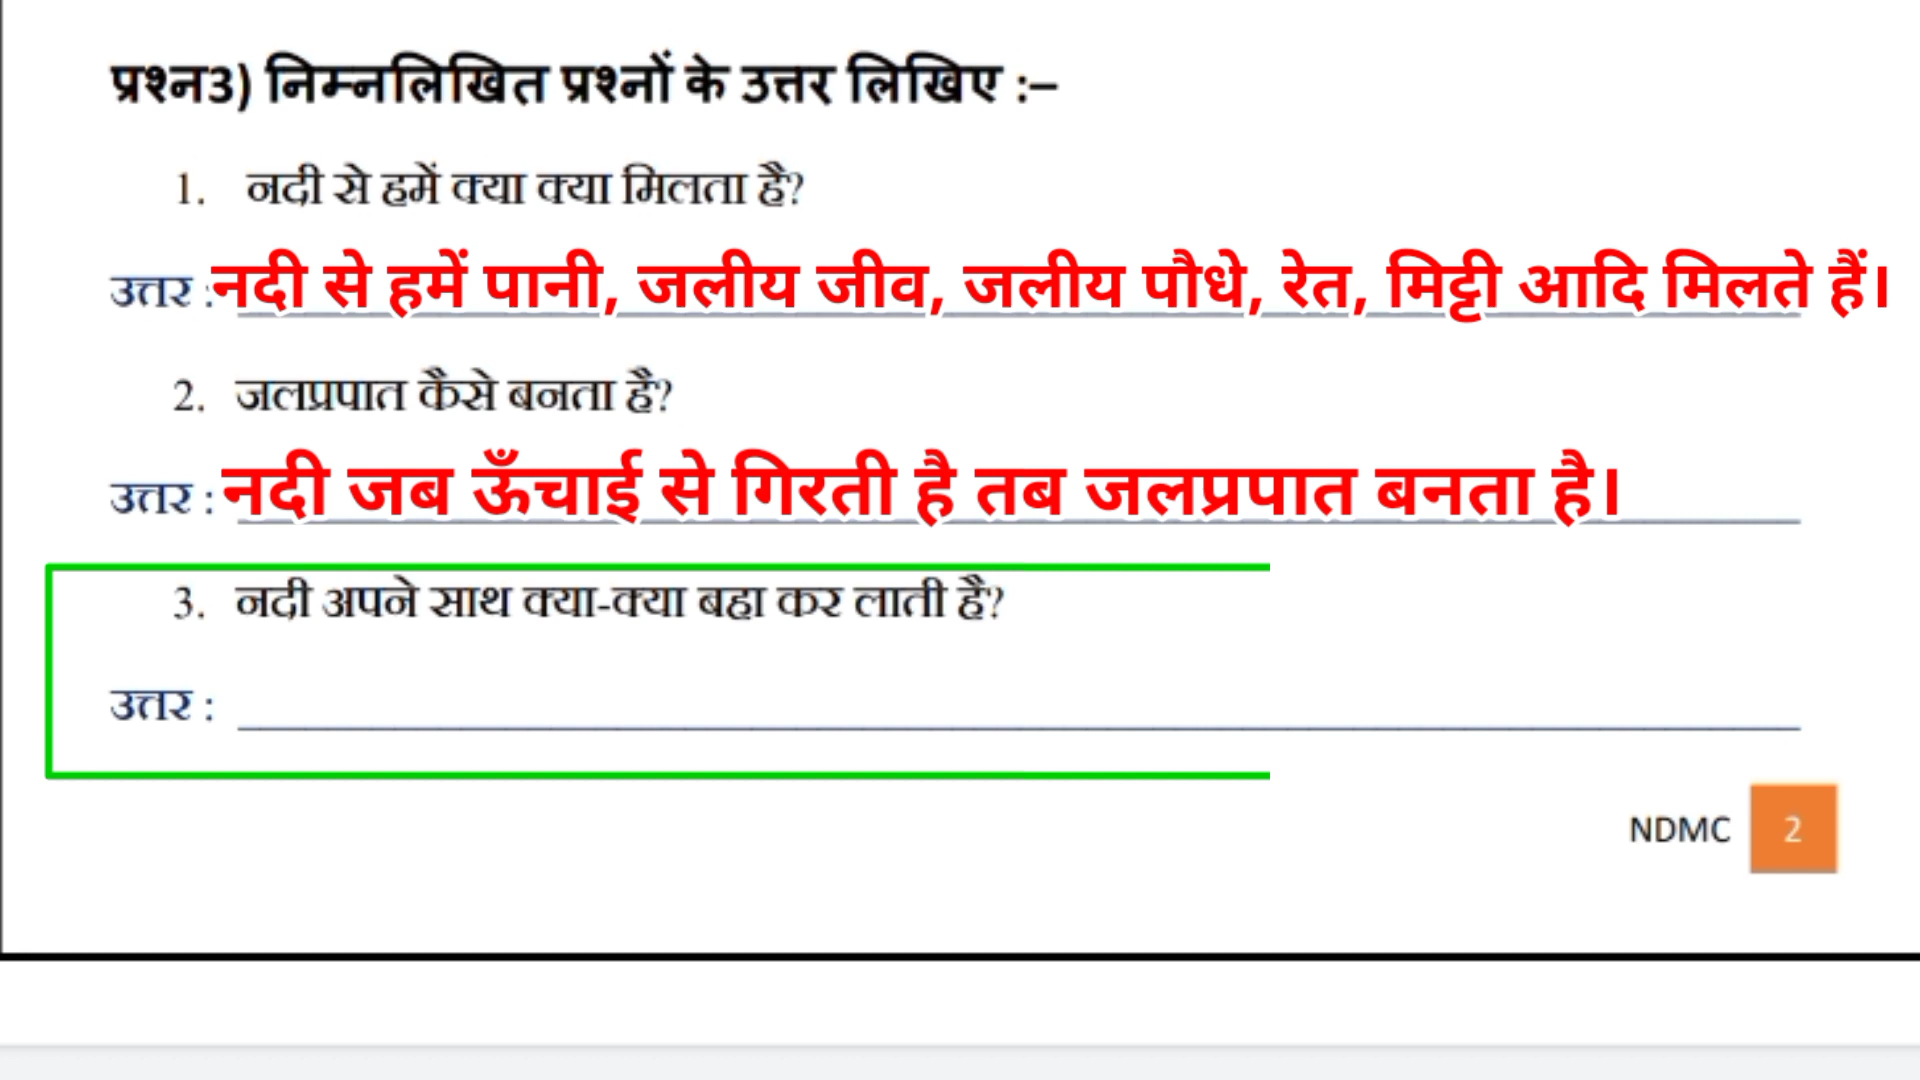 प्रश्न3) निम्नलिखित प्रश्नों के उत्तर लिखिए :–
1. नदी से हमें क्या क्या मिलता है?
उत्तर : नदी से हमें पानी, जलीय जीव, जलीय पौधे, रेत, मिट्टी आदि मिलते हैं।
2. जलप्रपात कैसे बनता है?
उत्तर : नदी जब ऊँचाई से गिरती है तब जलप्रपात बनता है।
3. नदी अपने साथ क्या-क्या बहा कर लाती है?
उत्तर :
NDMC 2